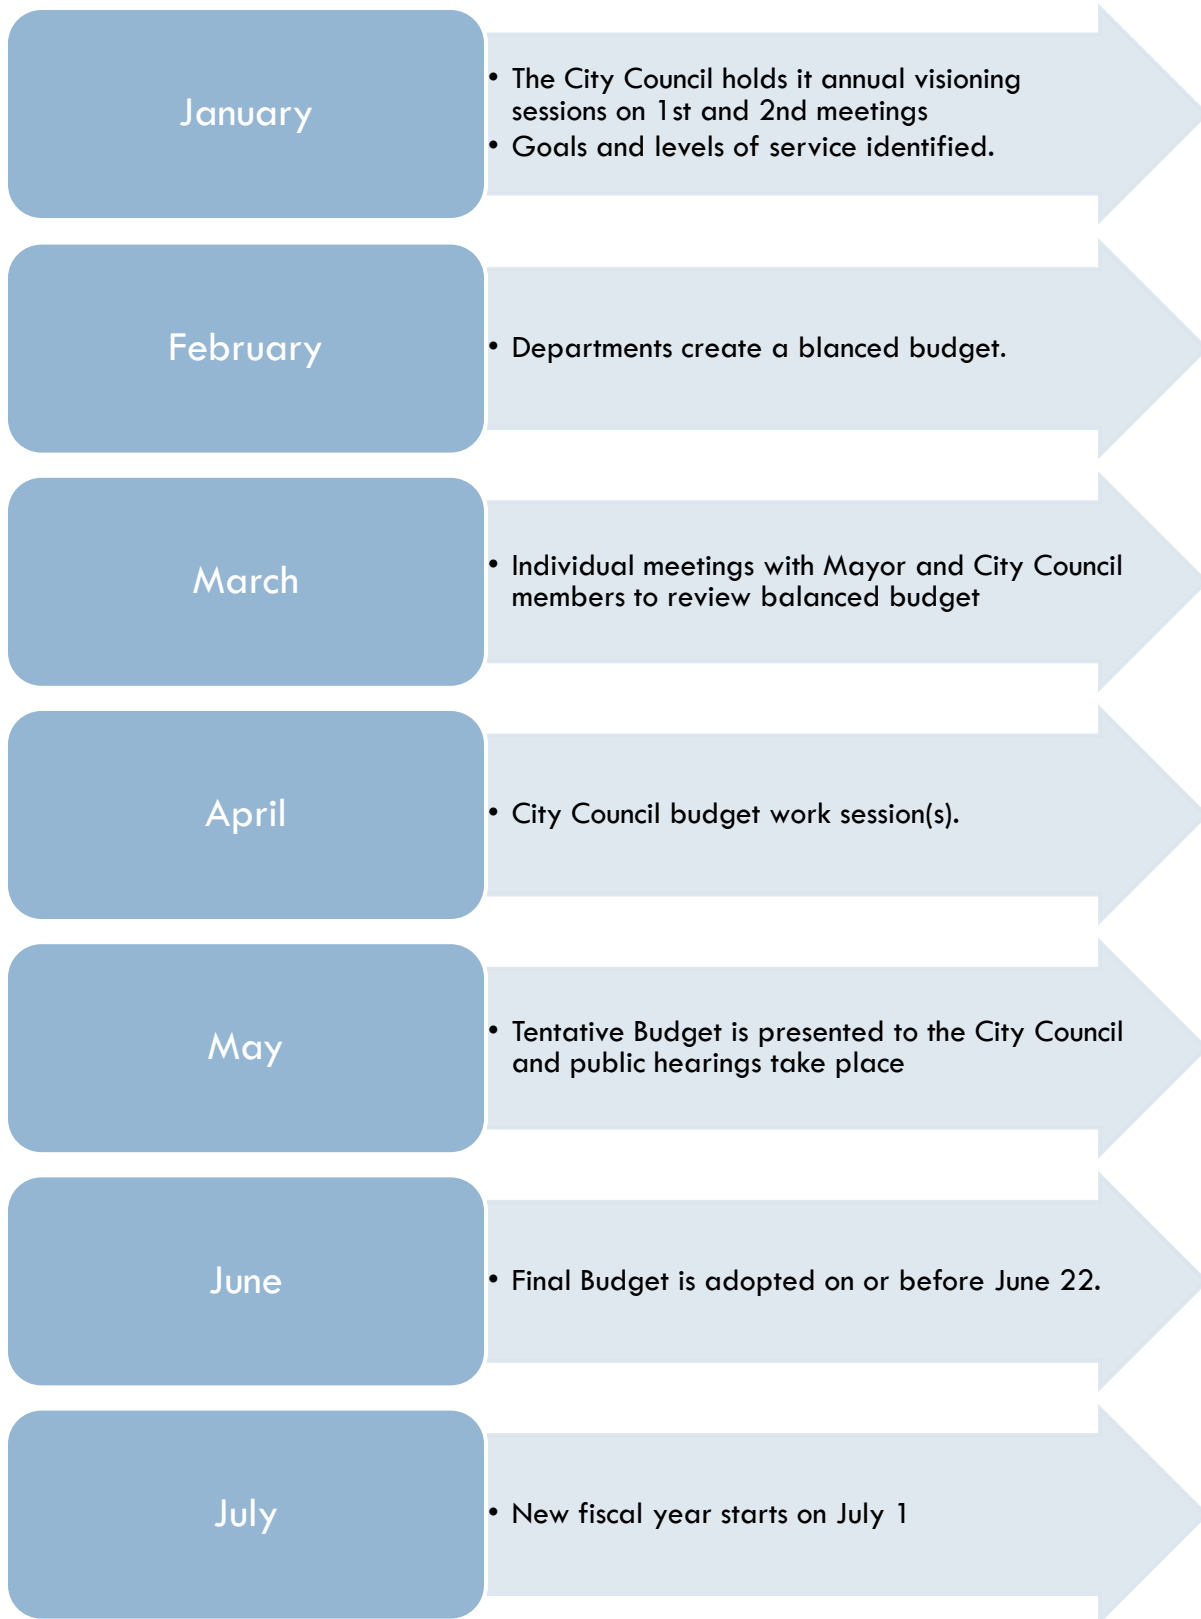 January
• The City Council holds it annual visioning
sessions on 1st and 2nd meetings
• Goals and levels of service identified.
February
• Departments create a blanced budget.
March
• Individual meetings with Mayor and City Council
members to review balanced budget
April
• City Council budget work session(s).
May
• Tentative Budget is presented to the City Council
and public hearings take place
June
• Final Budget is adopted on or before June 22.
July
• New fiscal year starts on July 1